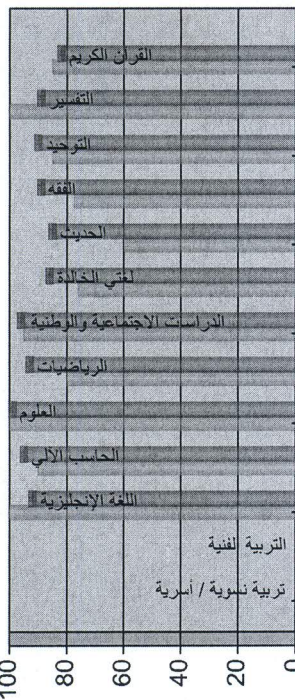 القرآن الكريم
التفسير
التوحيد
الفقه
الحديث
لغتي الخالدة
الدراسات الاجتماعية والوطنية
الرياضيات
العلوم
الحاسب الآلي
اللغة الإنجليزية
التربية الفنية
تربية نسوية / أسرية
100
80
60
40
20
0